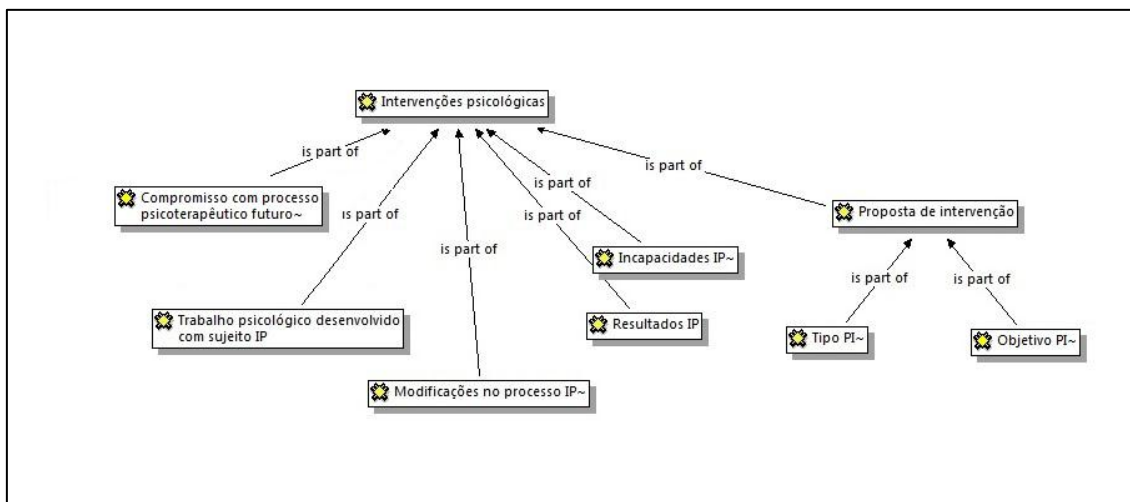 Intervenções psicológicas
is part of
is part of
Compromisso com processo
psicoterapêutico futuro~
is part of
is part of
is part of
is part of
Proposta de intervenção
Incapacidades IP~
is part of
is part of
Trabalho psicológico desenvolvido
com sujeito IP
Resultados IP
Tipo PI~
Objetivo PI~
Modificações no processo IP~